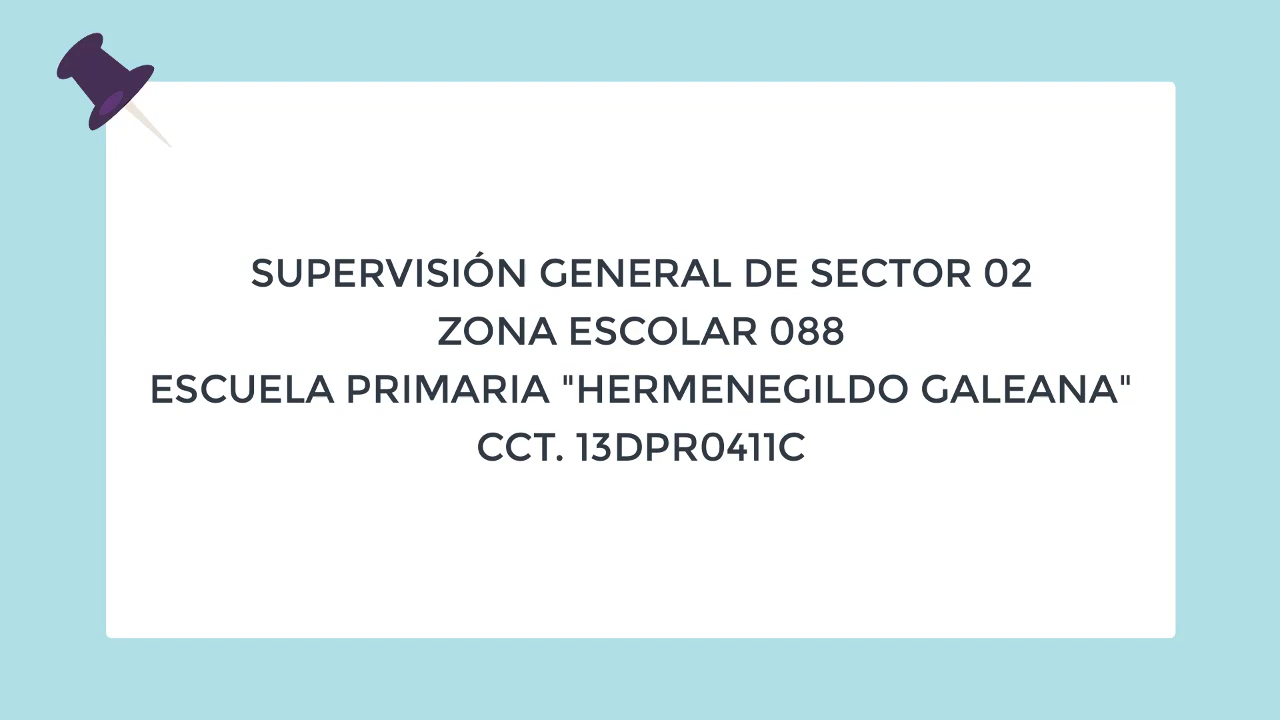 SUPERVISIÓN GENERAL DE SECTOR 02
ZONA ESCOLAR 088
ESCUELA PRIMARIA "HERMENEGILDO GALEANA"
CCT. 13DPR0411C